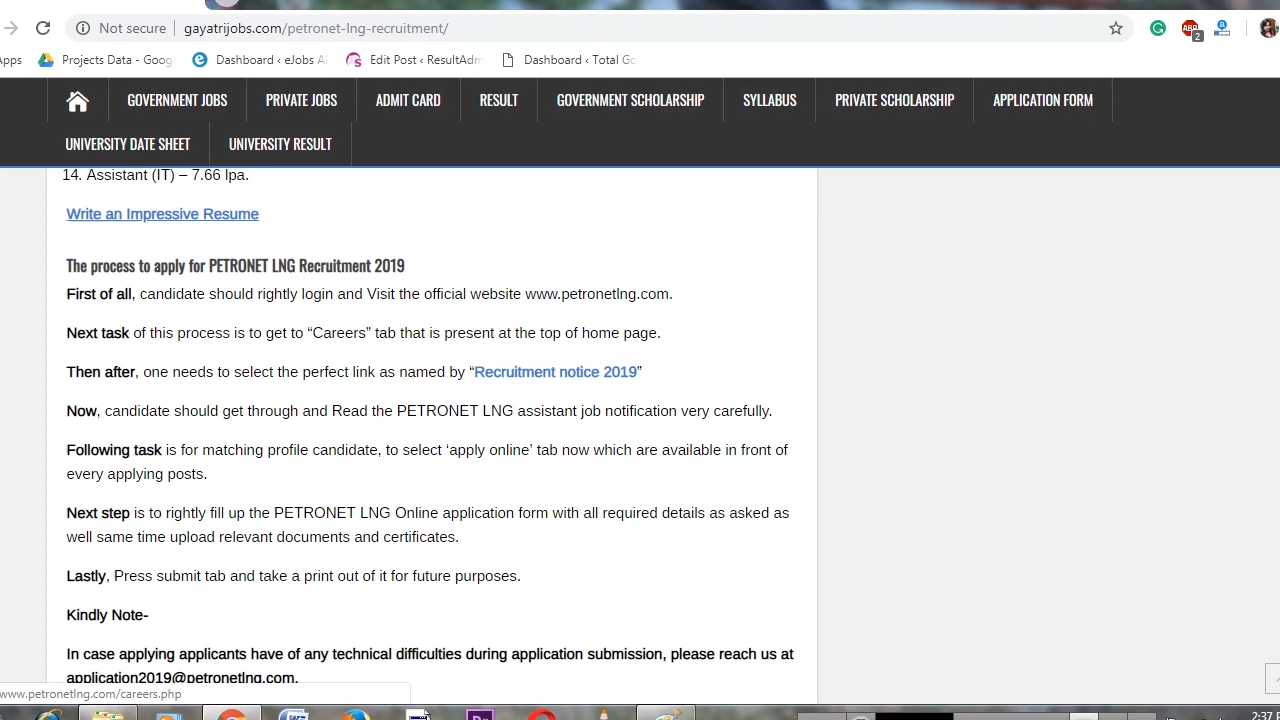 Not secure gayatrijobs.com/petronet-lng-recruitment/
2
Apps Projects Data - Goog Dashboard ‹ eJobs Al Edit Post ‹ ResultAdm Dashboard ‹ Total Gc
GOVERNMENT JOBS PRIVATE JOBS ADMIT CARD RESULT GOVERNMENT SCHOLARSHIP SYLLABUS PRIVATE SCHOLARSHIP APPLICATION FORM
UNIVERSITY DATE SHEET UNIVERSITY RESULT
14. Assistant (IT) – 7.66 lpa.
Write an Impressive Resume
The process to apply for PETRONET LNG Recruitment 2019
First of all, candidate should rightly login and Visit the official website www.petronetlng.com.
Next task of this process is to get to “Careers” tab that is present at the top of home page.
Then after, one needs to select the perfect link as named by “Recruitment notice 2019”
Now, candidate should get through and Read the PETRONET LNG assistant job notification very carefully.
Following task is for matching profile candidate, to select ‘apply online’ tab now which are available in front of
every applying posts.
Next step is to rightly fill up the PETRONET LNG Online application form with all required details as asked as
well same time upload relevant documents and certificates.
Lastly, Press submit tab and take a print out of it for future purposes.
Kindly Note-
In case applying applicants have of any technical difficulties during application submission, please reach us at
application2019@petronetlng.com.
www.petronetlng.com/careers.php
2:37